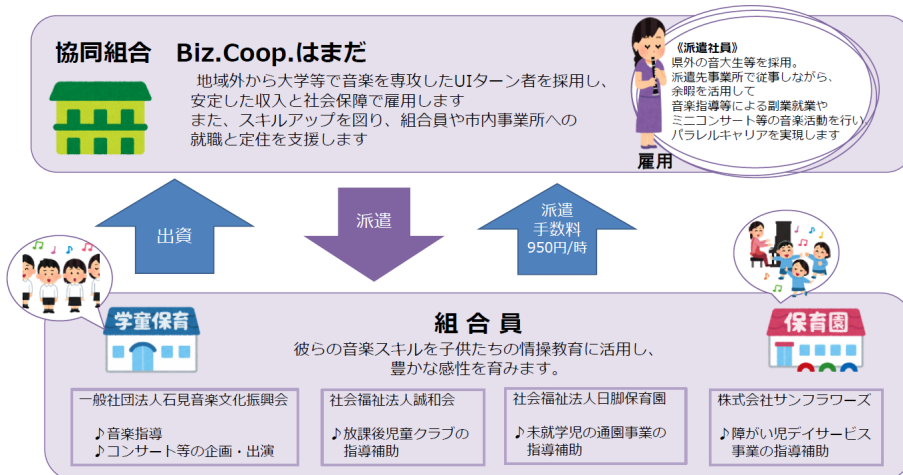 協同組合 Biz.Coop.はまだ
地域外から大学等で音楽を専攻したUIターン者を採用し、
安定した収入と社会保障で雇用します
また、スキルアップを図り、組合員や市内事業所への
就職と定住を支援します
《派遣社員》
県外の音大生等を採用。
派遣先事業所で従事しながら、
余暇を活用して
音楽指導等による副業就業や
ミニコンサート等の音楽活動を行い、
パラレルキャリアを実現します
雇用
出資
派遣
派遣
手数料
950円/時
学童保育
保育園
組合員
彼らの音楽スキルを子供たちの情操教育に活用し、
豊かな感性を育みます。
一般社団法人石見音楽文化振興会
♪音楽指導
♪コンサート等の企画・出演
社会福祉法人誠和会
♪放課後児童クラブの
指導補助
社会福祉法人日脚保育園
♪未就学児の通園事業の
指導補助
株式会社サンフラワーズ
♪障がい児デイサービス
事業の指導補助